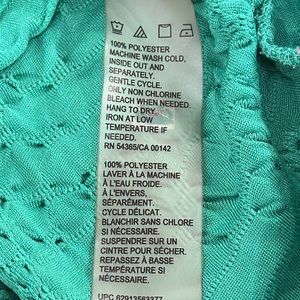 100% POLYESTER
MACHINE WASH COLD,
INSIDE OUT AND
SEPARATELY.
GENTLE CYCLE.
ONLY NON CHLORINE
BLEACH WHEN NEEDED.
HANG TO DRY.
IRON AT LOW
TEMPERATURE IF
NEEDED.
RN 54365/CA 00142
100% POLYESTER
LAVER À LA MACHINE
À L'EAU FROIDE.
À L'ENVERS,
SÉPARÉMENT.
CYCLE DÉLICAT.
BLANCHIR SANS CHLORE
SI NÉCESSAIRE.
SUSPENDRE SUR UN
CINTRE POUR SÉCHER.
REPASSEZ À BASSE
TEMPÉRATURE SI
NÉCESSAIRE.
UPC 62913583377